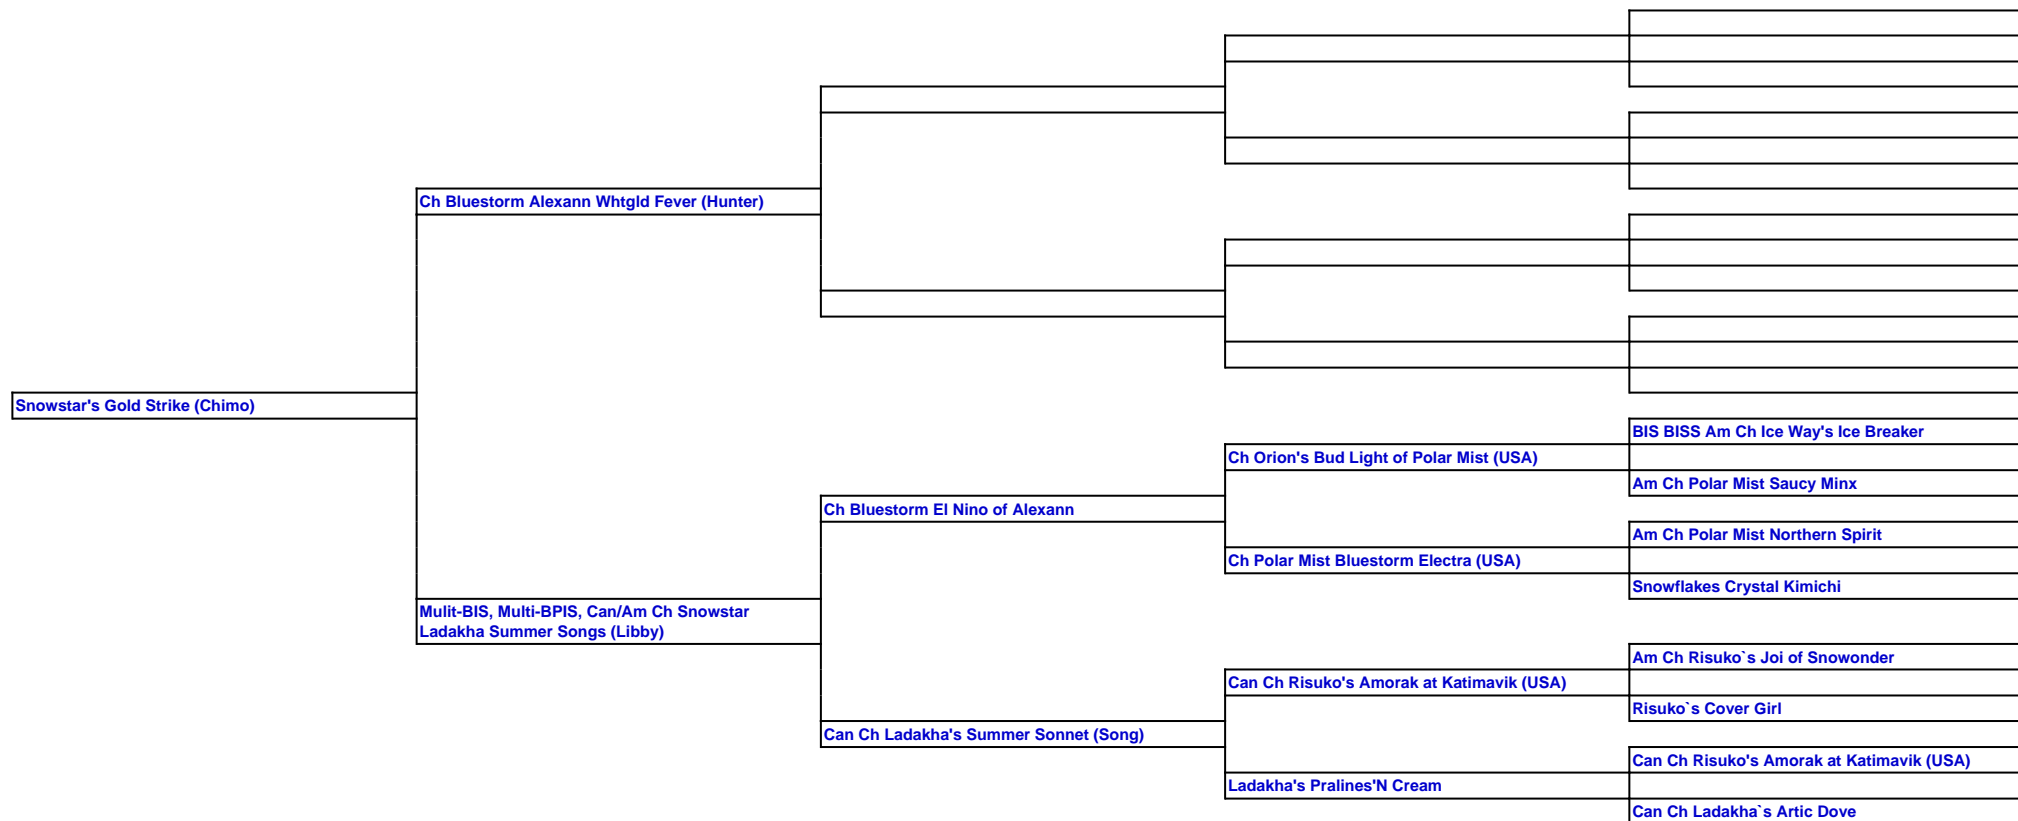 Ch Bluestorm Alexann Whtgld Fever (Hunter)
Snowstar's Gold Strike (Chimo)
BIS BISS Am Ch Ice Way's Ice Breaker
Ch Orion's Bud Light of Polar Mist (USA)
Am Ch Polar Mist Saucy Minx
Ch Bluestorm El Nino of Alexann
Am Ch Polar Mist Northern Spirit
Ch Polar Mist Bluestorm Electra (USA)
Snowflakes Crystal Kimichi
Mulit-BIS, Multi-BPIS, Can/Am Ch Snowstar
Ladakha Summer Songs (Libby)
Am Ch Risuko`s Joi of Snowonder
Can Ch Risuko's Amorak at Katimavik (USA)
Risuko`s Cover Girl
Can Ch Ladakha's Summer Sonnet (Song)
Can Ch Risuko's Amorak at Katimavik (USA)
Ladakha's Pralines'N Cream
Can Ch Ladakha`s Artic Dove